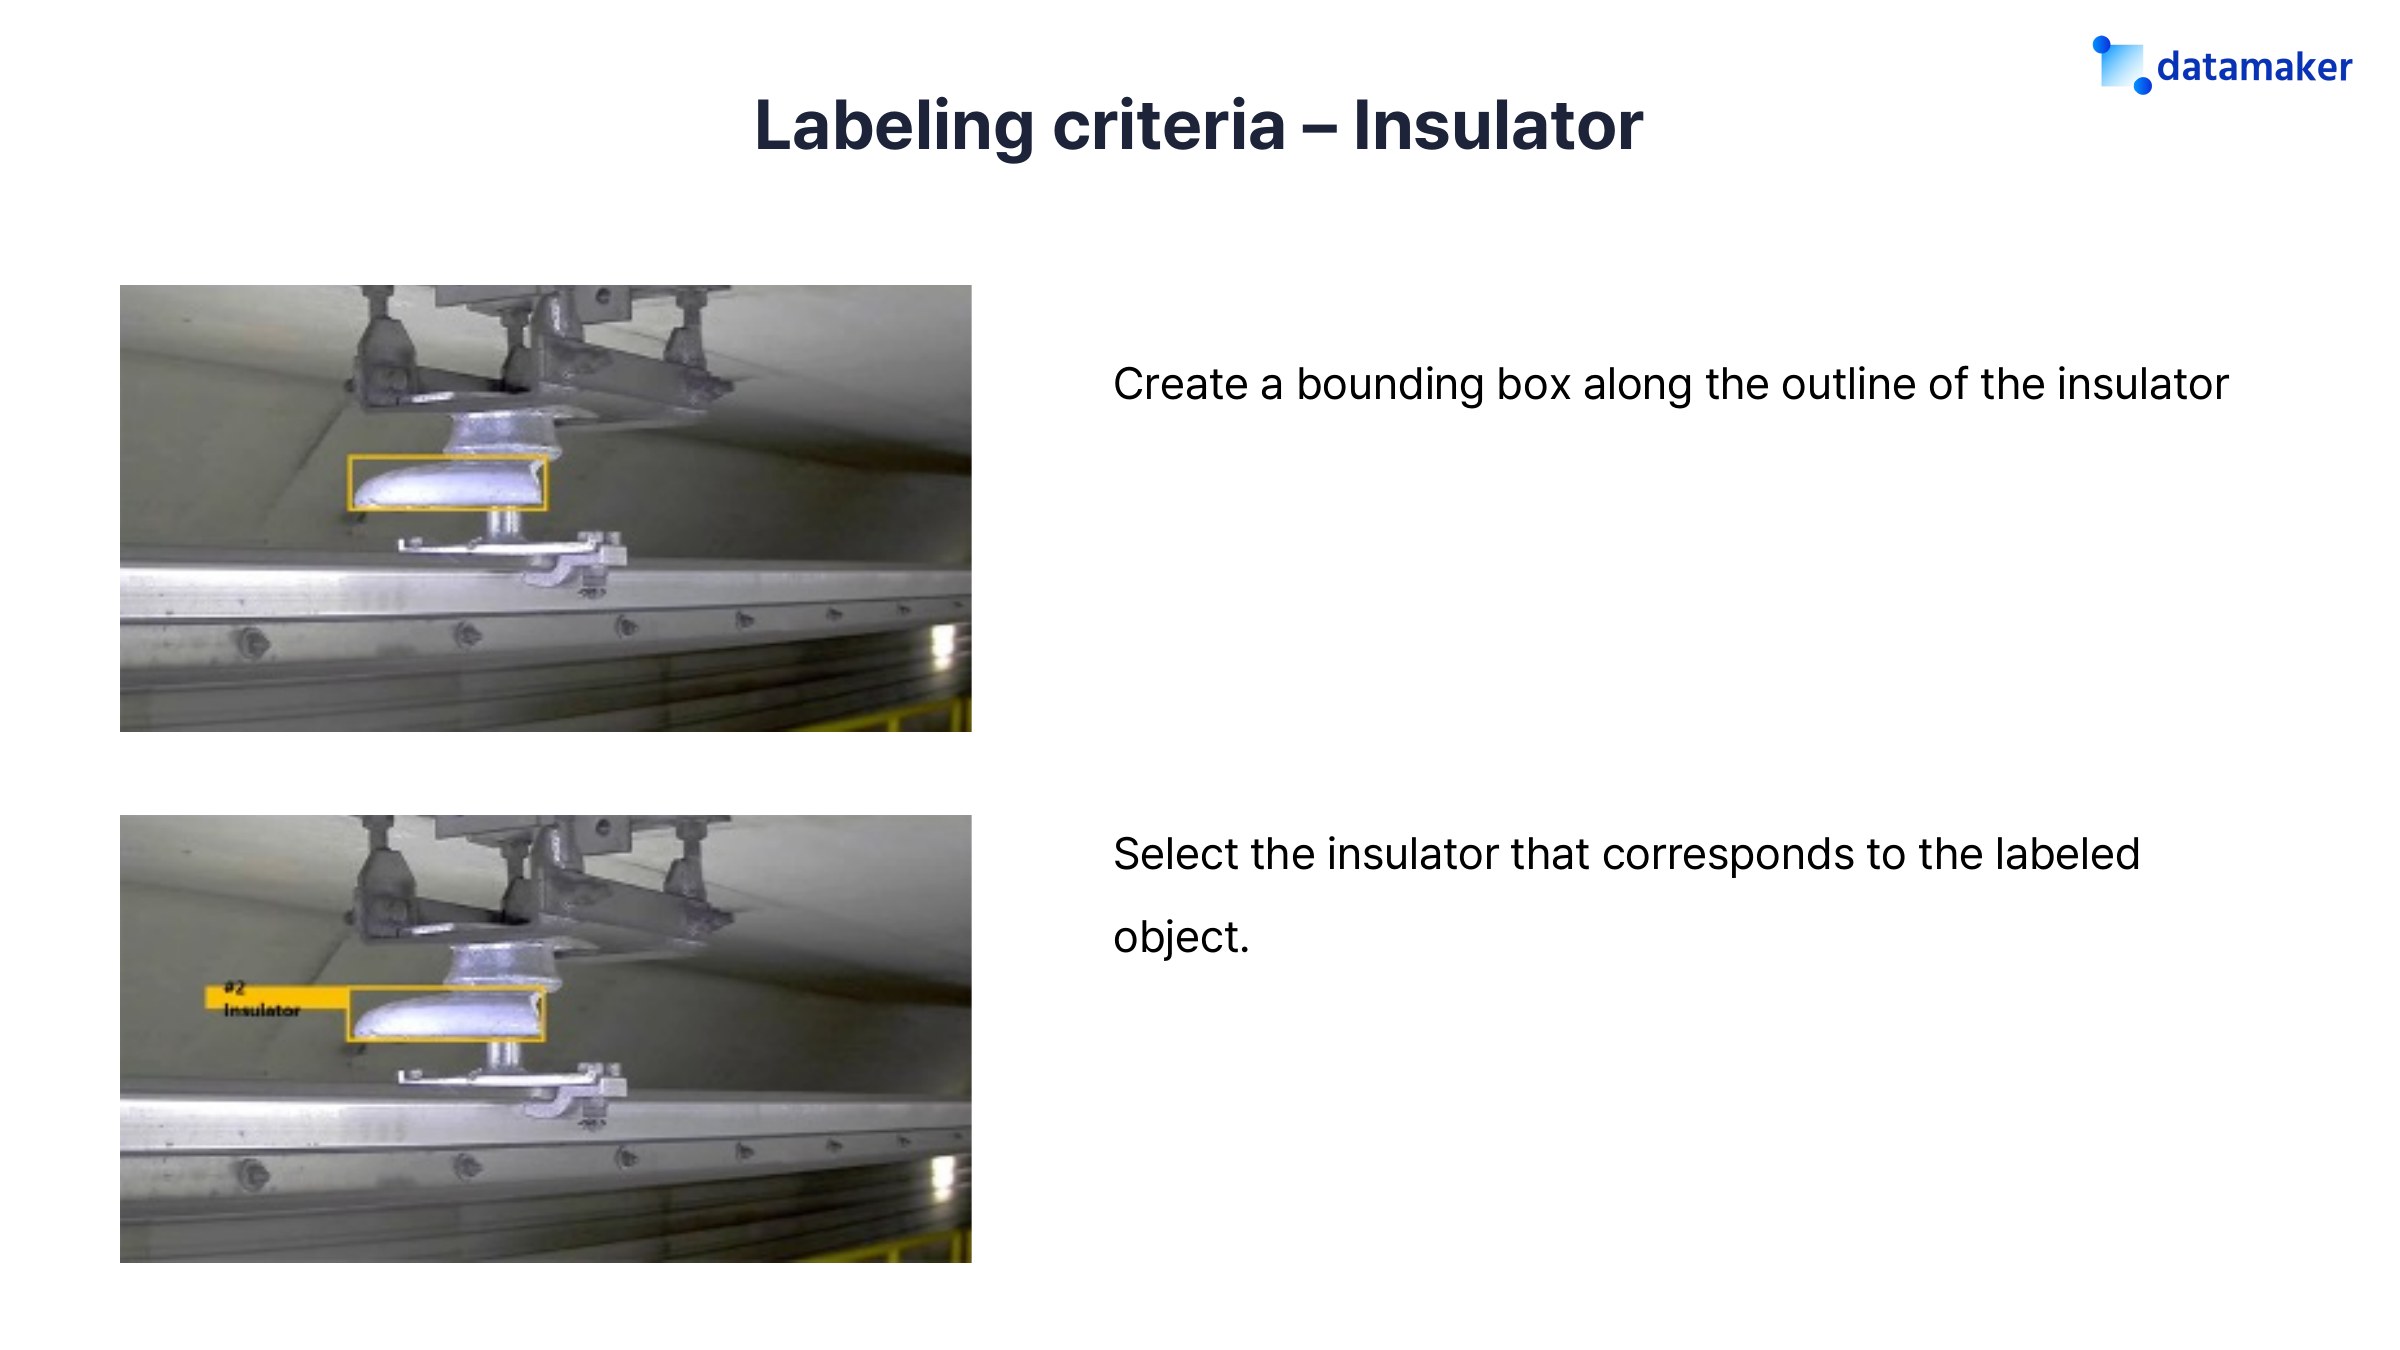 datamaker
Labeling criteria – Insulator
Create a bounding box along the outline of the insulator
#2
Insulator
Select the insulator that corresponds to the labeled
object.